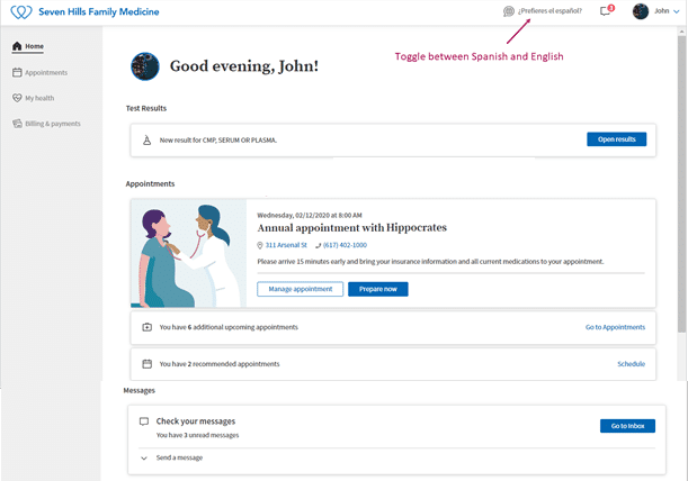 Seven Hills Family Medicine
¿Prefieres el español?
3
John
Toggle between Spanish and English
Home
Appointments
My health
Billing & payments
Good evening, John!
Test Results
New result for CMP, SERUM OR PLASMA.
Open results
Appointments
Wednesday, 02/12/2020 at 8:00 AM
Annual appointment with Hippocrates
311 Arsenal St (617) 402-1000
Please arrive 15 minutes early and bring your insurance information and all current medications to your appointment.
Manage appointment
Prepare now
You have 6 additional upcoming appointments
Go to Appointments
You have 2 recommended appointments
Schedule
Messages
Check your messages
You have 3 unread messages
Go to Inbox
Send a message